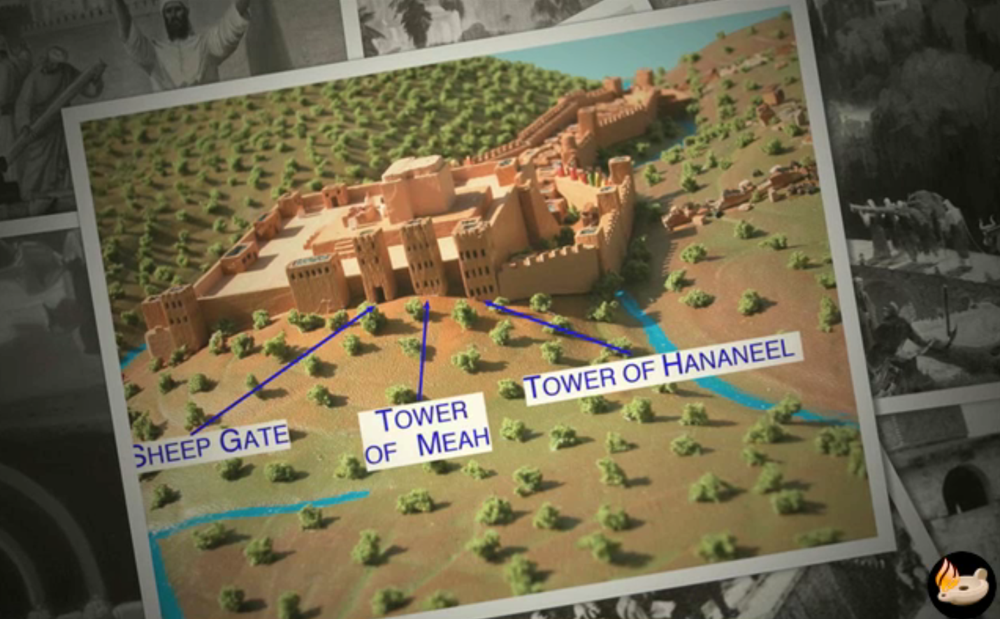 SHEEP GATE
TOWER
OF MEAH
TOWER OF HANANEEL